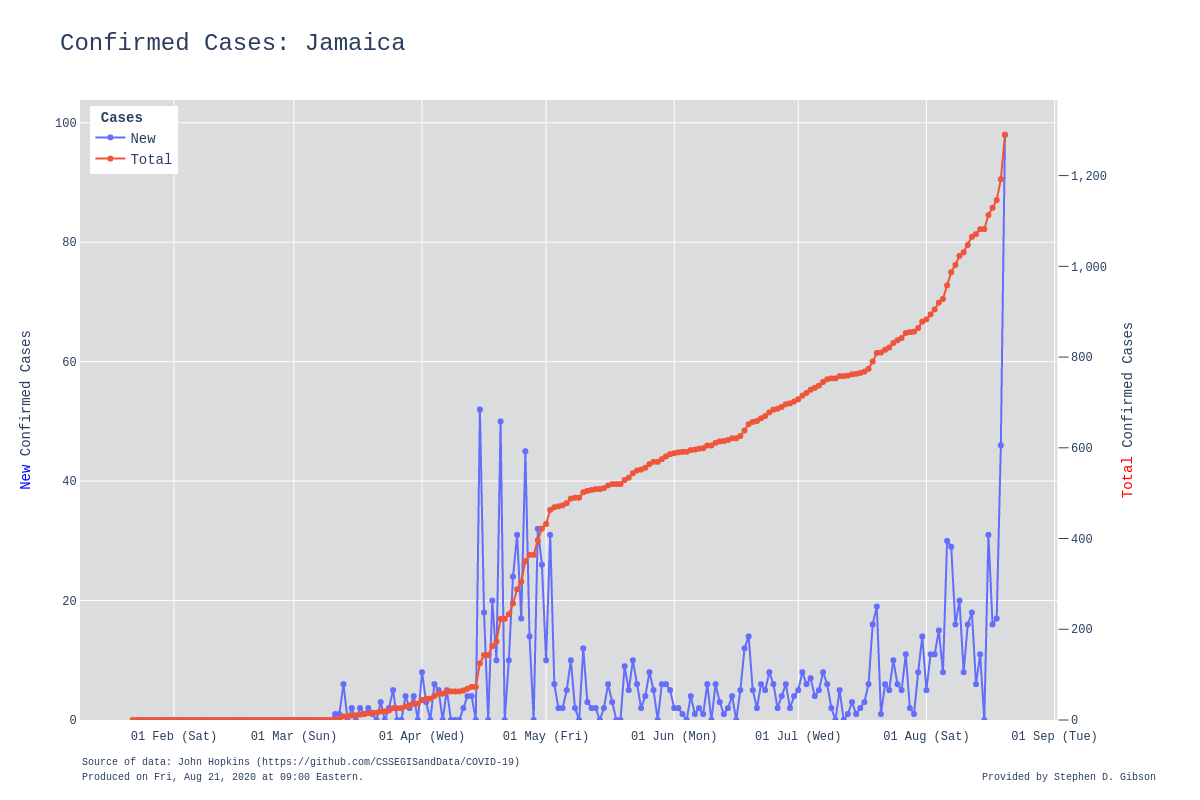 Confirmed Cases: Jamaica
Cases
New
Total
100
80
60
40
20
0
New Confirmed Cases
1,200
1,000
800
600
400
200
0
Total Confirmed Cases
01 Feb (Sat)
01 Mar (Sun)
01 Apr (Wed)
01 May (Fri)
01 Jun (Mon)
01 Jul (Wed)
01 Aug (Sat)
01 Sep (Tue)
Source of data: John Hopkins (https://github.com/CSSEGISandData/COVID-19)
Produced on Fri, Aug 21, 2020 at 09:00 Eastern.
Provided by Stephen D. Gibson